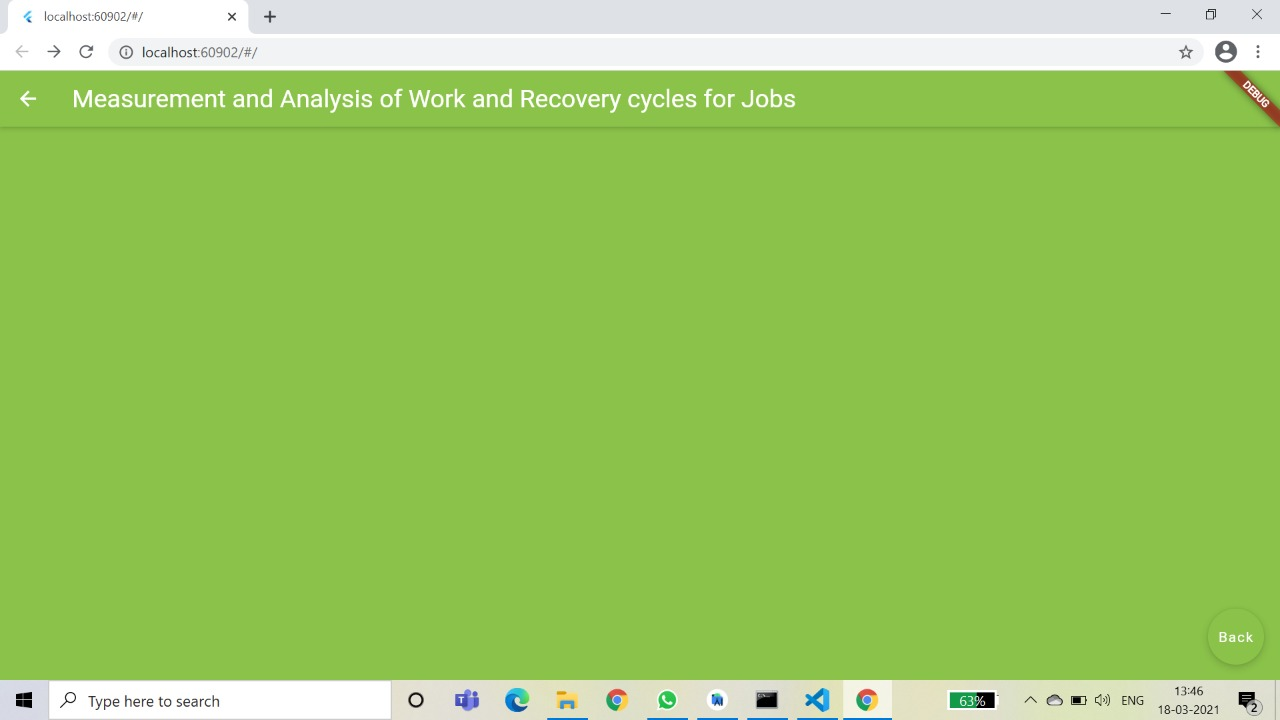 localhost:60902/#/
localhost:60902/#/
Measurement and Analysis of Work and Recovery cycles for Jobs
DEBUG
Back
Type here to search
AI
63%
ENG
13:46
18-03-2021
2